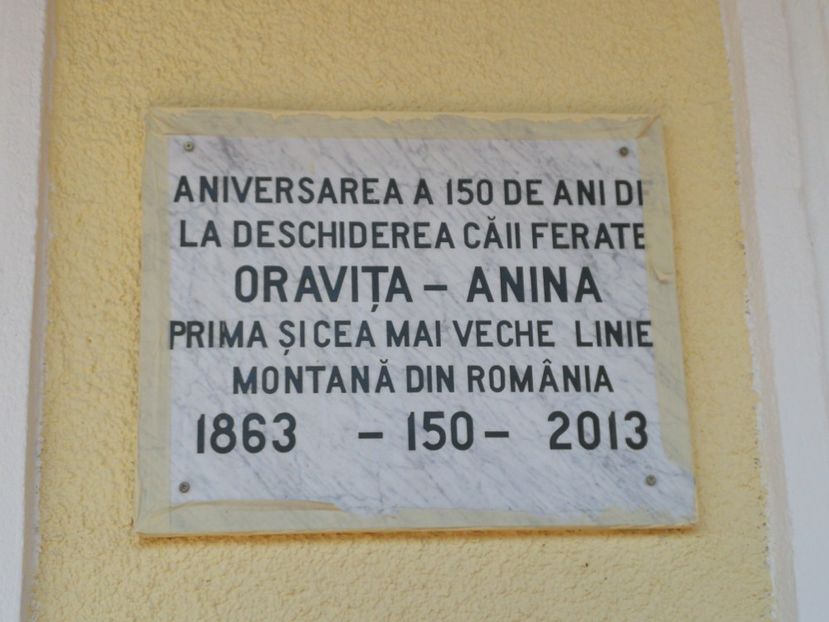 ANIVERSAREA A 150 DE ANI DE
LA DESCHIDEREA CĂII FERATE
ORAVIȚA – ANINA
PRIMA ȘI CEA MAI VECHE LINIE
MONTANĂ DIN ROMÂNIA
1863 – 150 – 2013